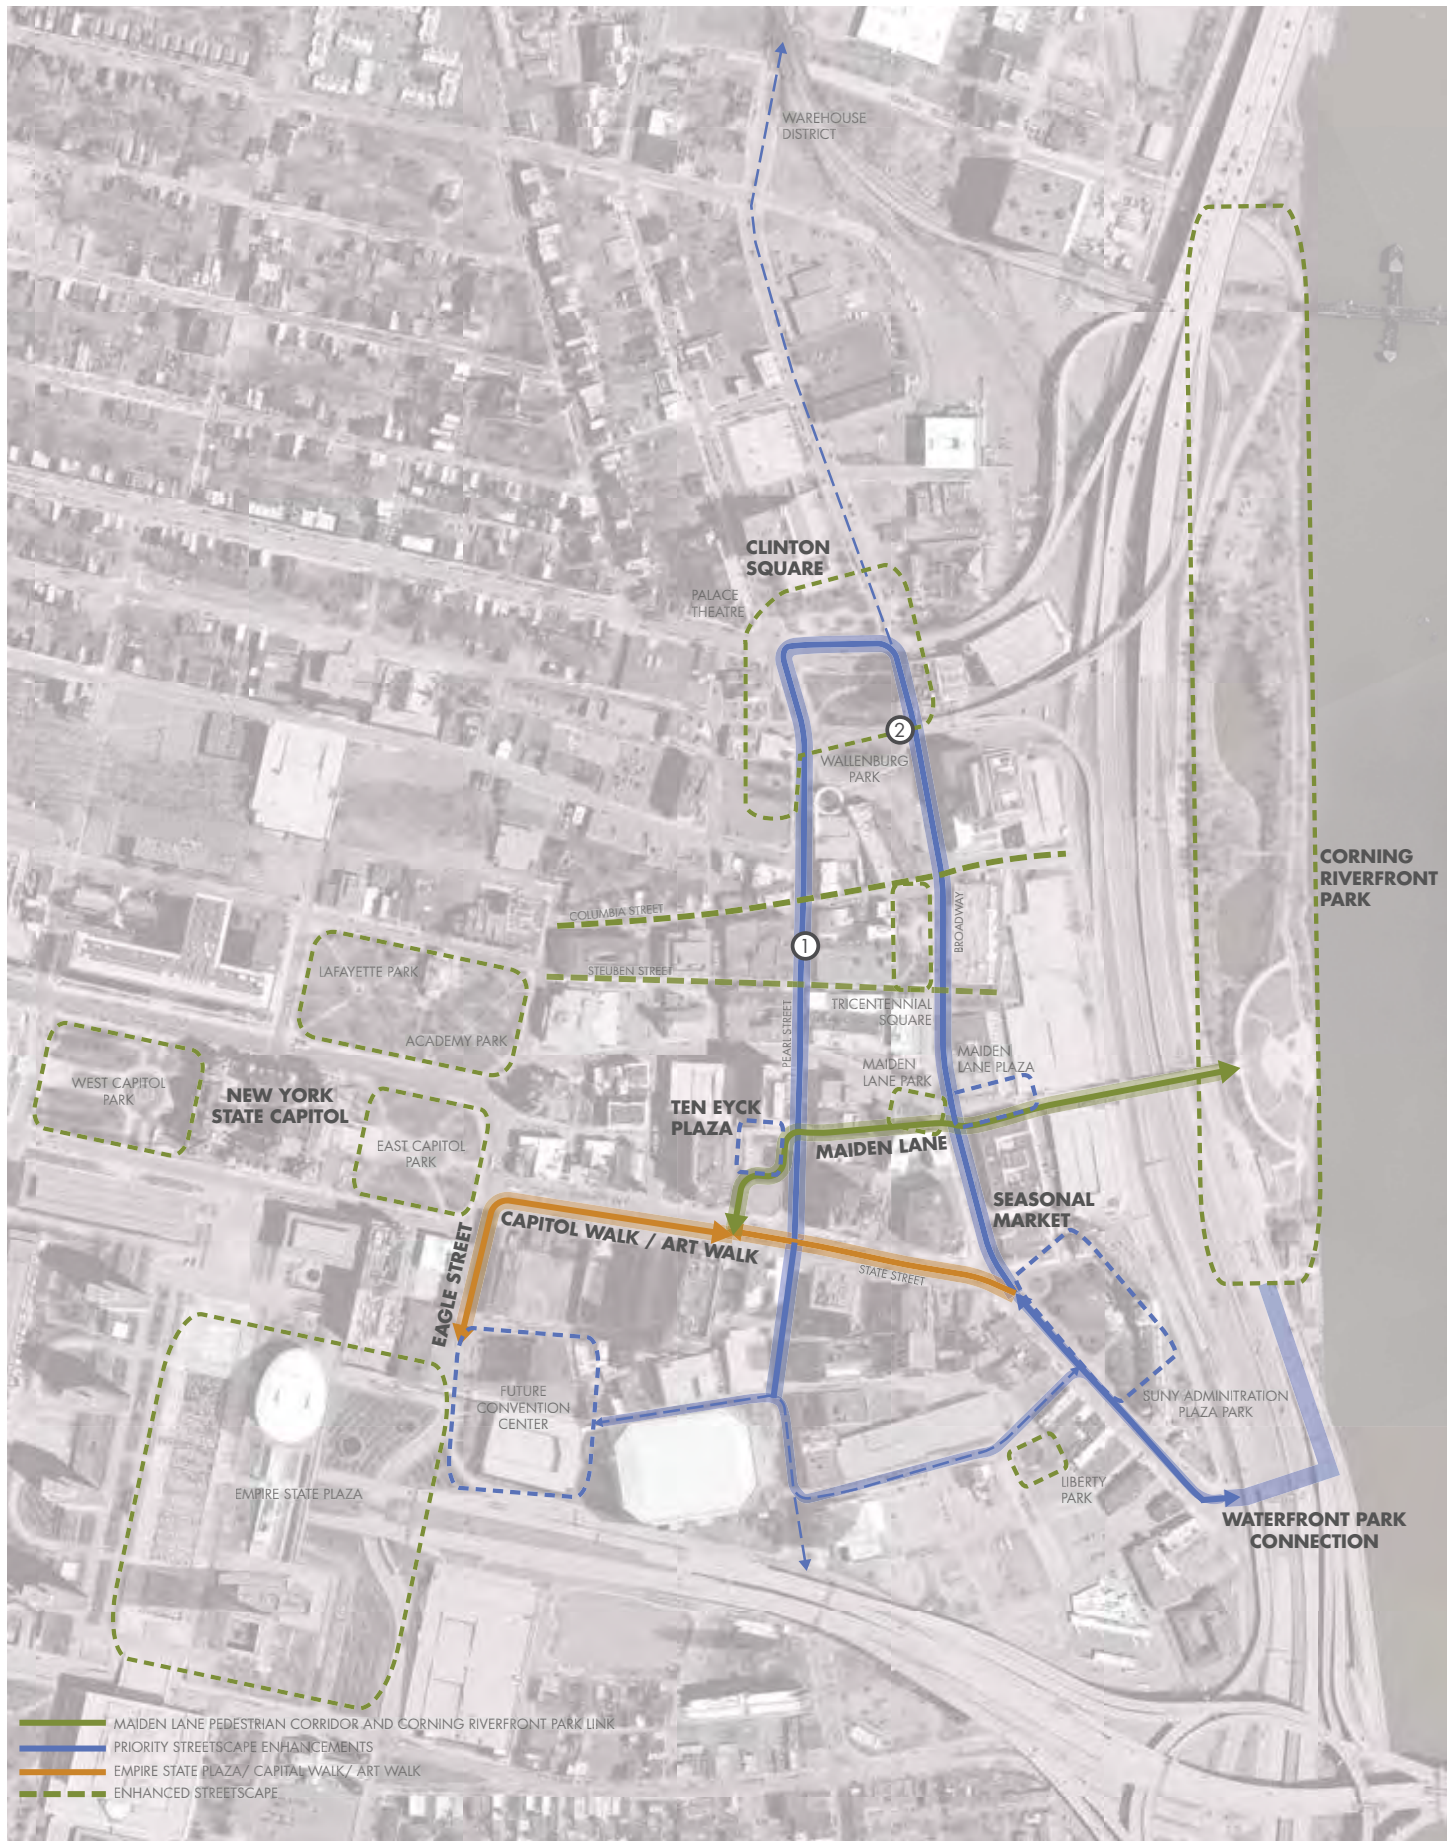 WAREHOUSE
DISTRICT
CLINTON
SQUARE
PALACE
THEATRE
2
WALLENBURG
PARK
CORNING
RIVERFRONT
PARK
COLUMBIA STREET
BROADWAY
1
LAFAYETTE PARK
STEUBEN STREET
TRICENTENNIAL
SQUARE
PEARL STREET
ACADEMY PARK
MAIDEN
LANE PARK
MAIDEN
LANE PLAZA
WEST CAPITOL
PARK
NEW YORK
STATE CAPITOL
TEN EYCK
PLAZA
EAST CAPITOL
PARK
MAIDEN LANE
SEASONAL
MARKET
CAPITOL WALK / ART WALK
EAGLE STREET
STATE STREET
FUTURE
CONVENTION
CENTER
SUNY ADMINITRATION
PLAZA PARK
EMPIRE STATE PLAZA
LIBERTY
PARK
WATERFRONT PARK
CONNECTION
MAIDEN LANE PEDESTRIAN CORRIDOR AND CORNING RIVERFRONT PARK LINK
PRIORITY STREETSCAPE ENHANCEMENTS
EMPIRE STATE PLAZA/ CAPITAL WALK/ ART WALK
ENHANCED STREETSCAPE